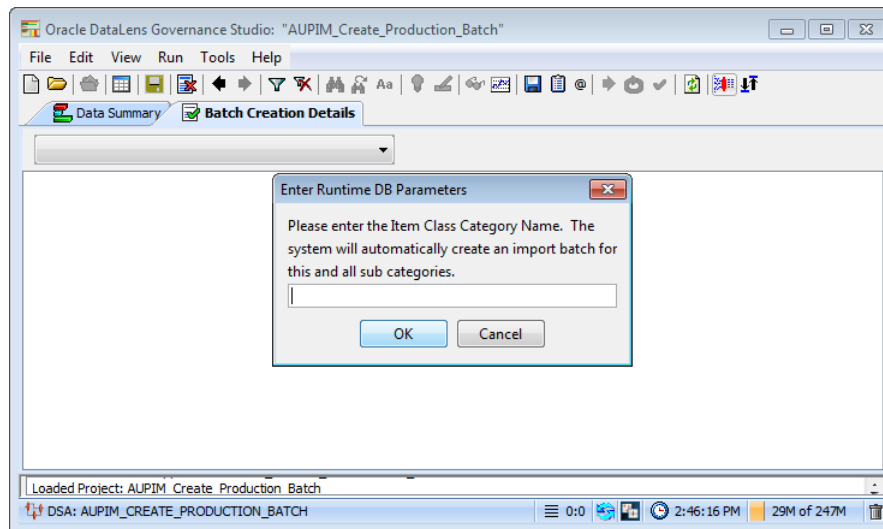 Oracle DataLens Governance Studio: "AUPIM_Create_Production_Batch"
File Edit View Run Tools Help
Aa @
Data Summary Batch Creation Details
Enter Runtime DB Parameters
Please enter the Item Class Category Name. The
system will automatically create an import batch for
this and all sub categories.
OK Cancel
Loaded Project: AUPIM_Create_Production_Batch
DSA: AUPIM_CREATE_PRODUCTION_BATCH 0:0 2:46:16 PM 29M of 247M